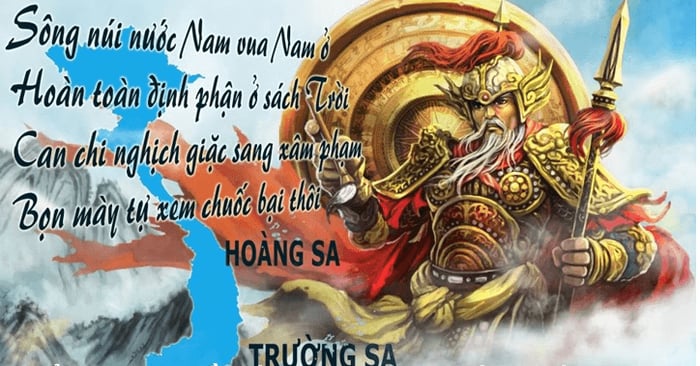 Sông núi nước Nam vua Nam ở
Hoàn toàn định phận ở sách Trời
Can chi nghịch giặc sang xâm phạm
Bọn mày tự xem chuốc bại thôi
HOÀNG SA
TRƯỜNG SA